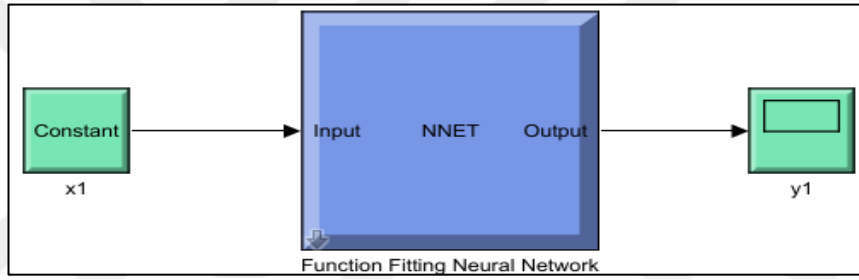 Constant
x1
Input NNET Output
Function Fitting Neural Network
y1